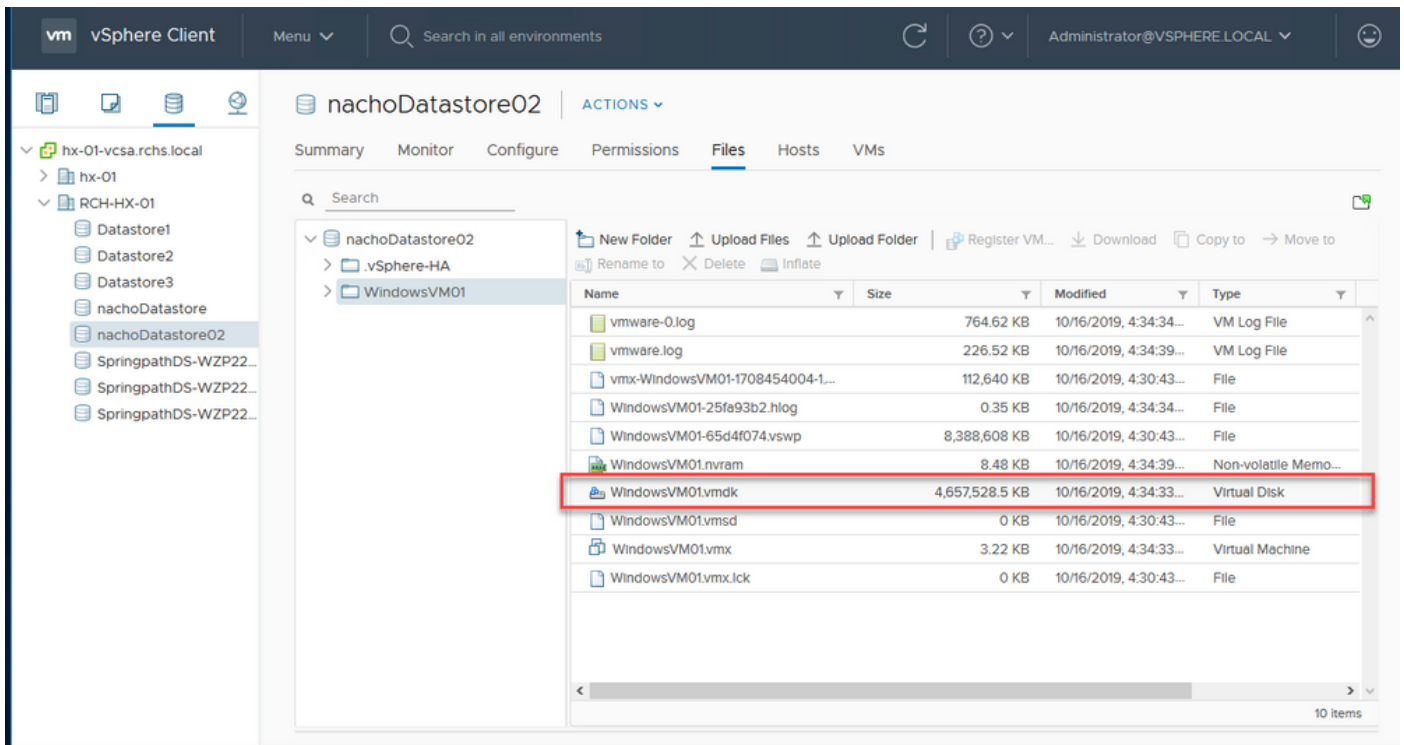 vm vSphere Client Menu Search in all environments Administrator@VSPHERE.LOCAL
nachoDatastore02 ACTIONS
hx-01-vcsa.rchs.local
hx-01
RCH-HX-01
Datastore1
Datastore2
Datastore3
nachoDatastore
nachoDatastore02
SpringpathDS-WZP22...
SpringpathDS-WZP22...
SpringpathDS-WZP22...
Summary Monitor Configure Permissions Files Hosts VMs
Search
nachoDatastore02
.vSphere-HA
WindowsVM01
New Folder Upload Files Upload Folder Register VM... Download Copy to Move to
Rename to Delete Inflate
Name Size Modified Type
vmware-0.log 764.62 KB 10/16/2019, 4:34:34... VM Log File
vmware.log 226.52 KB 10/16/2019, 4:34:39... VM Log File
vmx-WindowsVM01-1708454004-1.... 112,640 KB 10/16/2019, 4:30:43... File
WindowsVM01-25fa93b2.hlog 0.35 KB 10/16/2019, 4:34:34... File
WindowsVM01-65d4f074.vswp 8,388,608 KB 10/16/2019, 4:30:43... File
WindowsVM01.nvram 8.48 KB 10/16/2019, 4:34:39... Non-volatile Memo...
WindowsVM01.vmdk 4,657,528.5 KB 10/16/2019, 4:34:33... Virtual Disk
WindowsVM01.vmsd 0 KB 10/16/2019, 4:30:43... File
WindowsVM01.vmx 3.22 KB 10/16/2019, 4:34:33... Virtual Machine
WindowsVM01.vmx.lck 0 KB 10/16/2019, 4:30:43... File
10 items